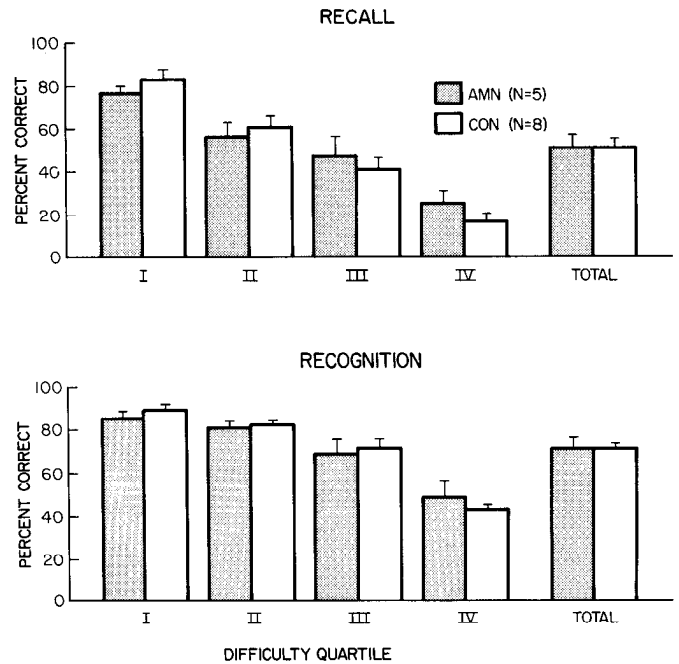 RECALL
100
80
60
40
20
0
PERCENT CORRECT
AMN (N=5)
CON (N=8)
I II III IV TOTAL
RECOGNITION
100
80
60
40
20
0
PERCENT CORRECT
I II III IV TOTAL
DIFFICULTY QUARTILE